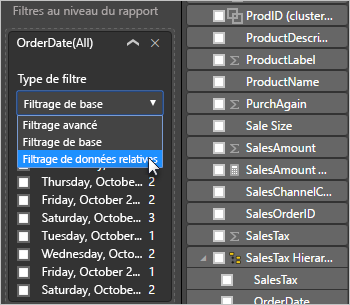 Filtres au niveau du rapport
OrderDate(All)
Type de filtre
Filtrage de base
Filtrage avancé
Filtrage de base
Filtrage de données relatives
Thursday, Octobe... 2
Friday, October 2... 2
Saturday, October... 3
Tuesday, October... 1
Wednesday, Octo... 2
Friday, October 2... 1
Saturday, October... 2
ProdID (cluster...
ProductDescri...
ProductLabel
ProductName
PurchAgain
Sale Size
SalesAmount
SalesAmount ...
SalesChannelC...
SalesOrderID
SalesTax
SalesTax Hierar...
SalesTax
OrderDate